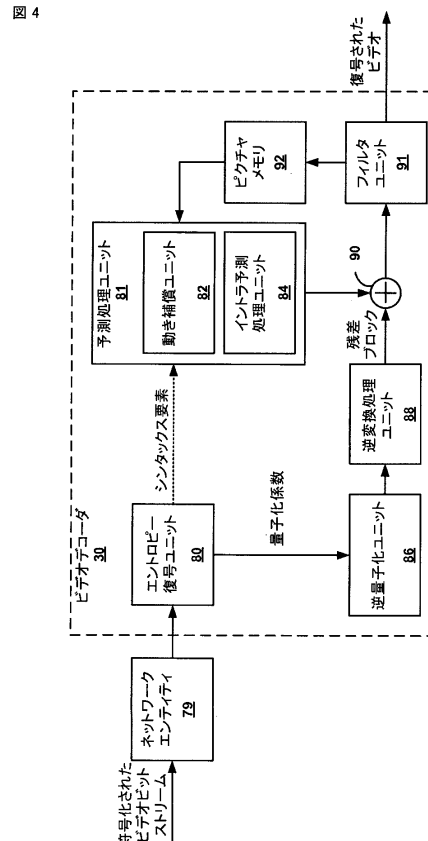 図 4
符号化された
ビデオビット
ストリーム
ネットワーク
エンティティ
79
ビデオデコーダ
30
エントロピー
復号ユニット
80
シンタックス要素
量子化係数
予測処理ユニット
81
動き補償ユニット
82
イントラ予測
処理ユニット
84
逆量子化ユニット
86
逆変換処理
ユニット
88
残差
ブロック
90
ピクチャ
メモリ
92
フィルタ
ユニット
91
復号された
ビデオ